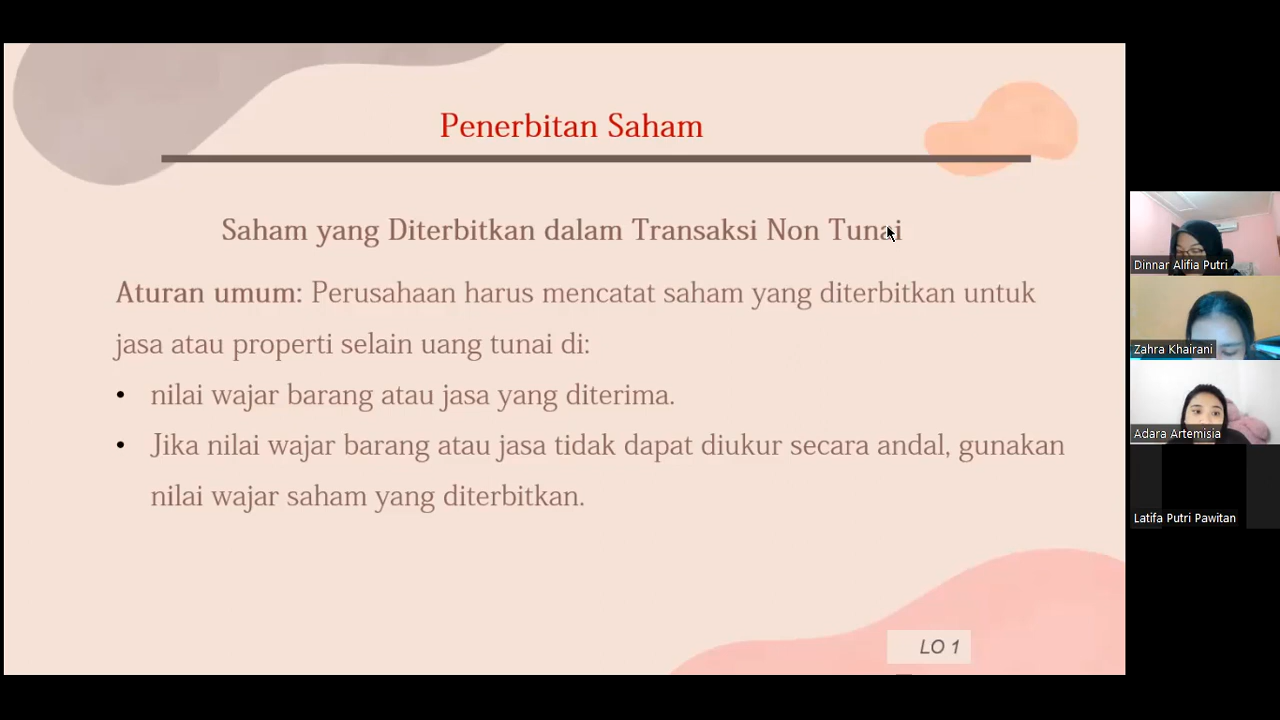 Penerbitan Saham
Saham yang Diterbitkan dalam Transaksi Non Tunai
Aturan umum: Perusahaan harus mencatat saham yang diterbitkan untuk
jasa atau properti selain uang tunai di:
• nilai wajar barang atau jasa yang diterima.
• Jika nilai wajar barang atau jasa tidak dapat diukur secara andal, gunakan
nilai wajar saham yang diterbitkan.
LO 1
Dinnar Alifia Putri
Zahra Khairani
Adara Artemisia
Latifa Putri Pawitan